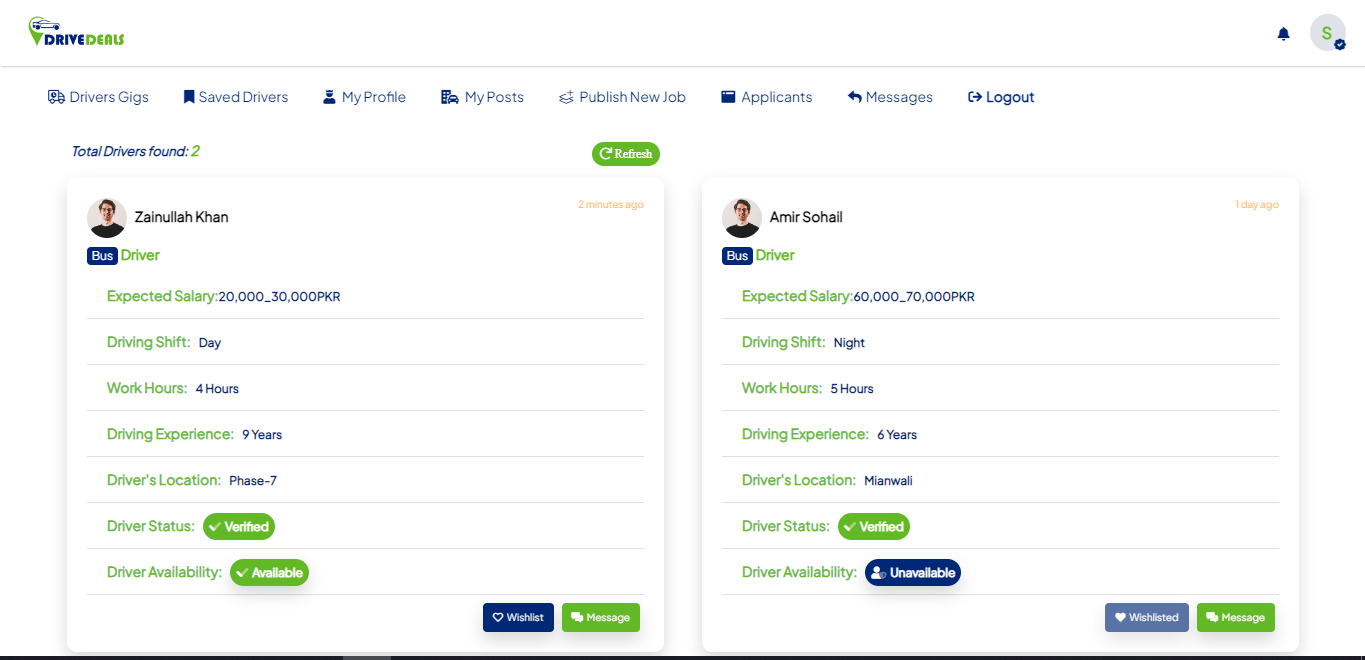 DRIVEDEALS
S
Drivers Gigs Saved Drivers My Profile My Posts Publish New Job Applicants Messages Logout
Total Drivers found: 2
Refresh
Zainullah Khan
2 minutes ago
Bus Driver
Expected Salary:20,000_30,000PKR
Driving Shift: Day
Work Hours: 4 Hours
Driving Experience: 9 Years
Driver's Location: Phase-7
Driver Status: Verified
Driver Availability: Available
Wishlist Message
Amir Sohail
1 day ago
Bus Driver
Expected Salary:60,000_70,000PKR
Driving Shift: Night
Work Hours: 5 Hours
Driving Experience: 6 Years
Driver's Location: Mianwali
Driver Status: Verified
Driver Availability: Unavailable
Wishlisted Message